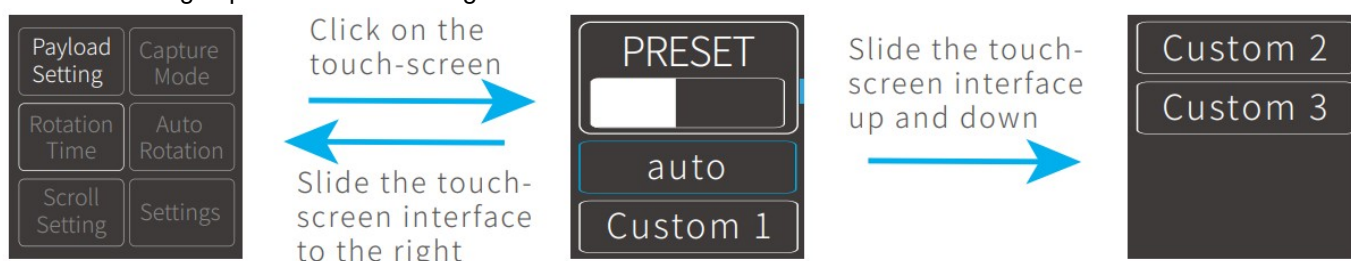 Payload
Setting
Capture
Mode
Rotation
Time
Auto
Rotation
Scroll
Setting
Settings
Click on the
touch-screen
Slide the touch-
screen interface
to the right
PRESET
auto
Custom 1
Slide the touch-
screen interface
up and down
Custom 2
Custom 3